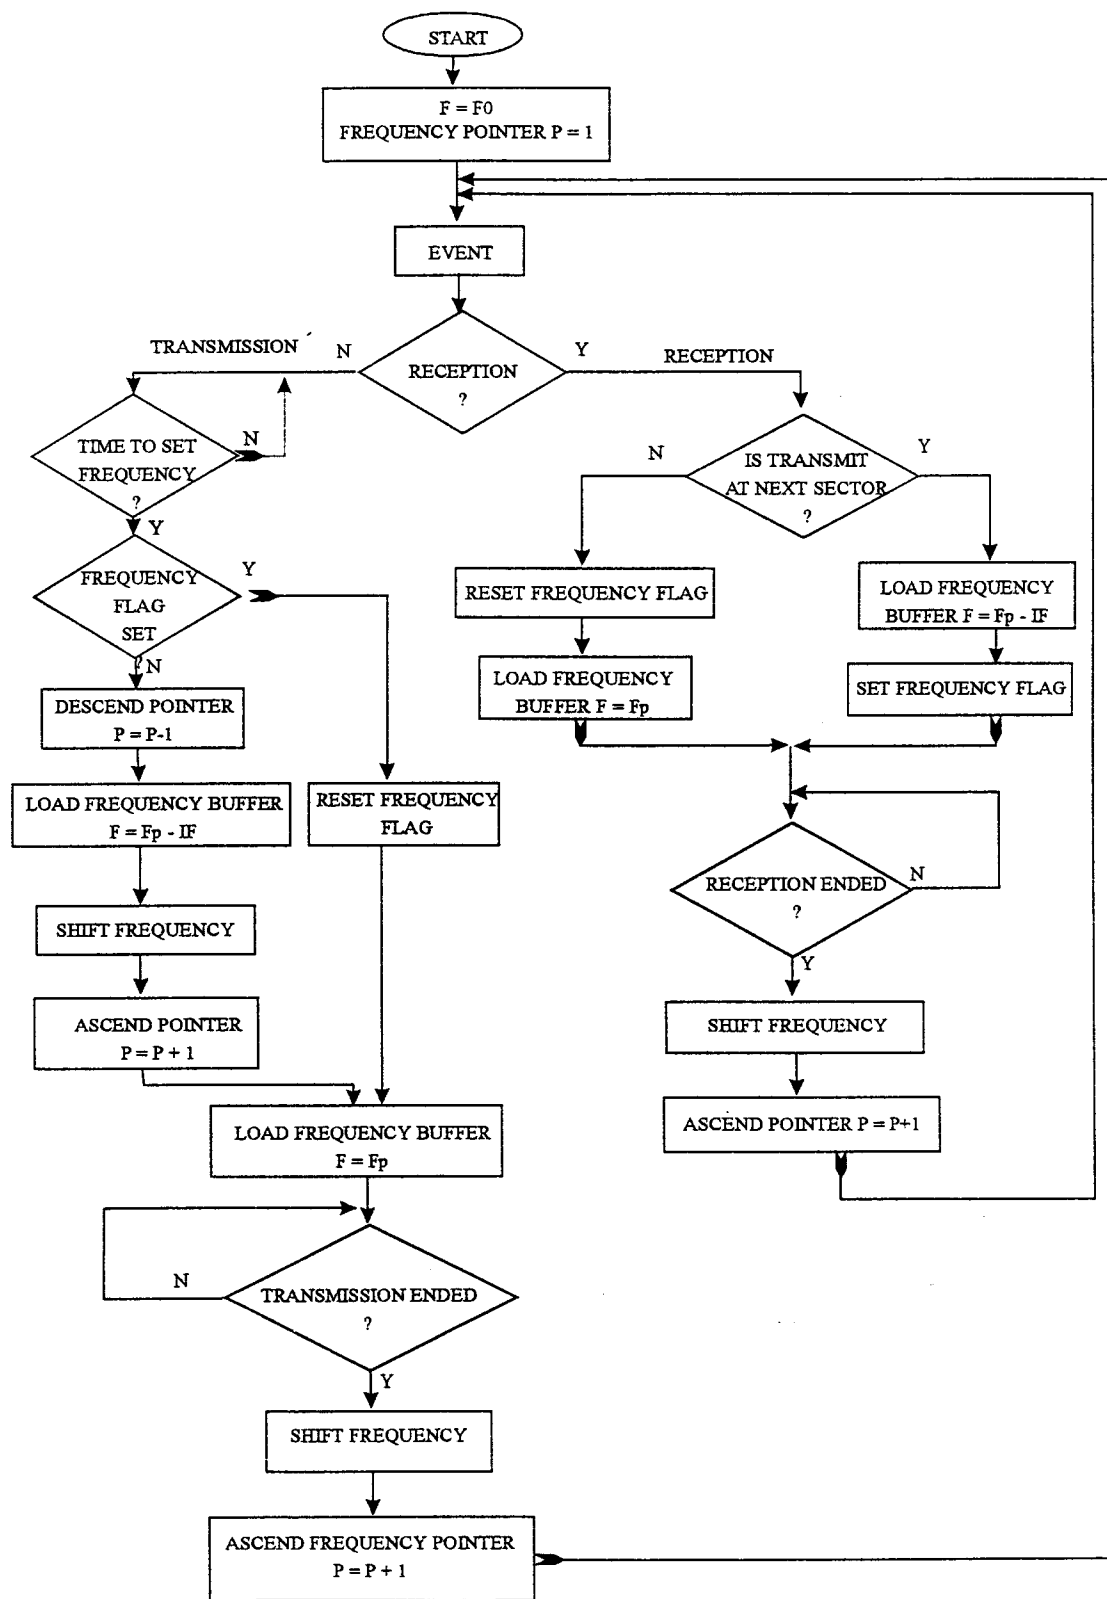 START
F = F0
FREQUENCY POINTER P = 1
EVENT
TRANSMISSION
N
RECEPTION
?
Y
RECEPTION
TIME TO SET
FREQUENCY
?
N
Y
IS TRANSMIT
AT NEXT SECTOR
?
N
Y
FREQUENCY
FLAG
SET
?
Y
N
RESET FREQUENCY FLAG
LOAD FREQUENCY
BUFFER F = Fp - IF
LOAD FREQUENCY
BUFFER F = Fp
SET FREQUENCY FLAG
DESCEND POINTER
P = P-1
LOAD FREQUENCY BUFFER
F = Fp - IF
RESET FREQUENCY
FLAG
RECEPTION ENDED
?
N
Y
SHIFT FREQUENCY
ASCEND POINTER
P = P + 1
SHIFT FREQUENCY
ASCEND POINTER P = P+1
LOAD FREQUENCY BUFFER
F = Fp
TRANSMISSION ENDED
?
N
Y
SHIFT FREQUENCY
ASCEND FREQUENCY POINTER
P = P + 1